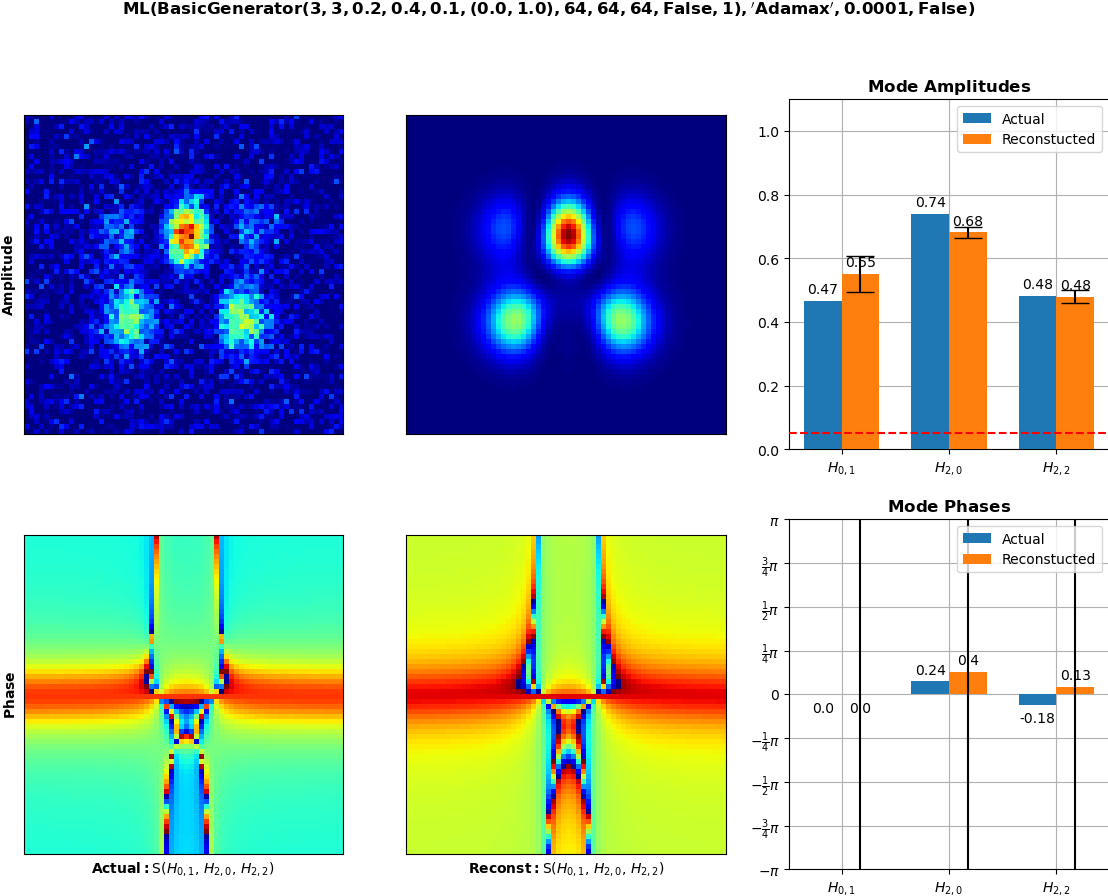 ML(BasicGenerator(3, 3, 0.2, 0.4, 0.1, (0.0, 1.0), 64, 64, 64, False, 1), ′Adamax′, 0.0001, False)
Amplitude
Mode Amplitudes
Actual
Reconstucted
1.0
0.8
0.6
0.4
0.2
0.0
0.47
0.55
0.74
0.68
0.48
0.48
H0, 1
H2, 0
H2, 2
Phase
Actual: S(H0, 1, H2, 0, H2, 2)
Reconst: S(H0, 1, H2, 0, H2, 2)
Mode Phases
Actual
Reconstucted
π
3/4π
1/2π
1/4π
0
−1/4π
−1/2π
−3/4π
−π
0.0
0.0
0.24
0.4
-0.18
0.13
H0, 1
H2, 0
H2, 2